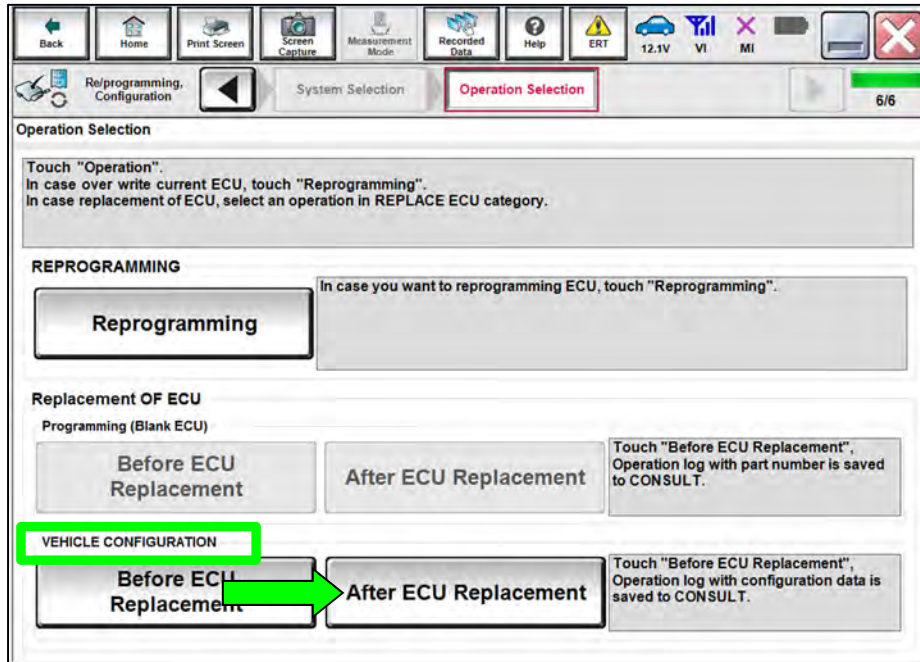 Back
Home
Print Screen
Screen
Capture
Measurement
Mode
Recorded
Data
Help
ERT
12.1V
VI
MI
Re/programming,
Configuration
System Selection
Operation Selection
6/6
Operation Selection
Touch "Operation".
In case over write current ECU, touch "Reprogramming".
In case replacement of ECU, select an operation in REPLACE ECU category.
REPROGRAMMING
Reprogramming
In case you want to reprogramming ECU, touch "Reprogramming".
Replacement OF ECU
Programming (Blank ECU)
Before ECU
Replacement
After ECU Replacement
Touch "Before ECU Replacement",
Operation log with part number is saved
to CONSULT.
VEHICLE CONFIGURATION
Before ECU
Replacement
After ECU Replacement
Touch "Before ECU Replacement",
Operation log with configuration data is
saved to CONSULT.